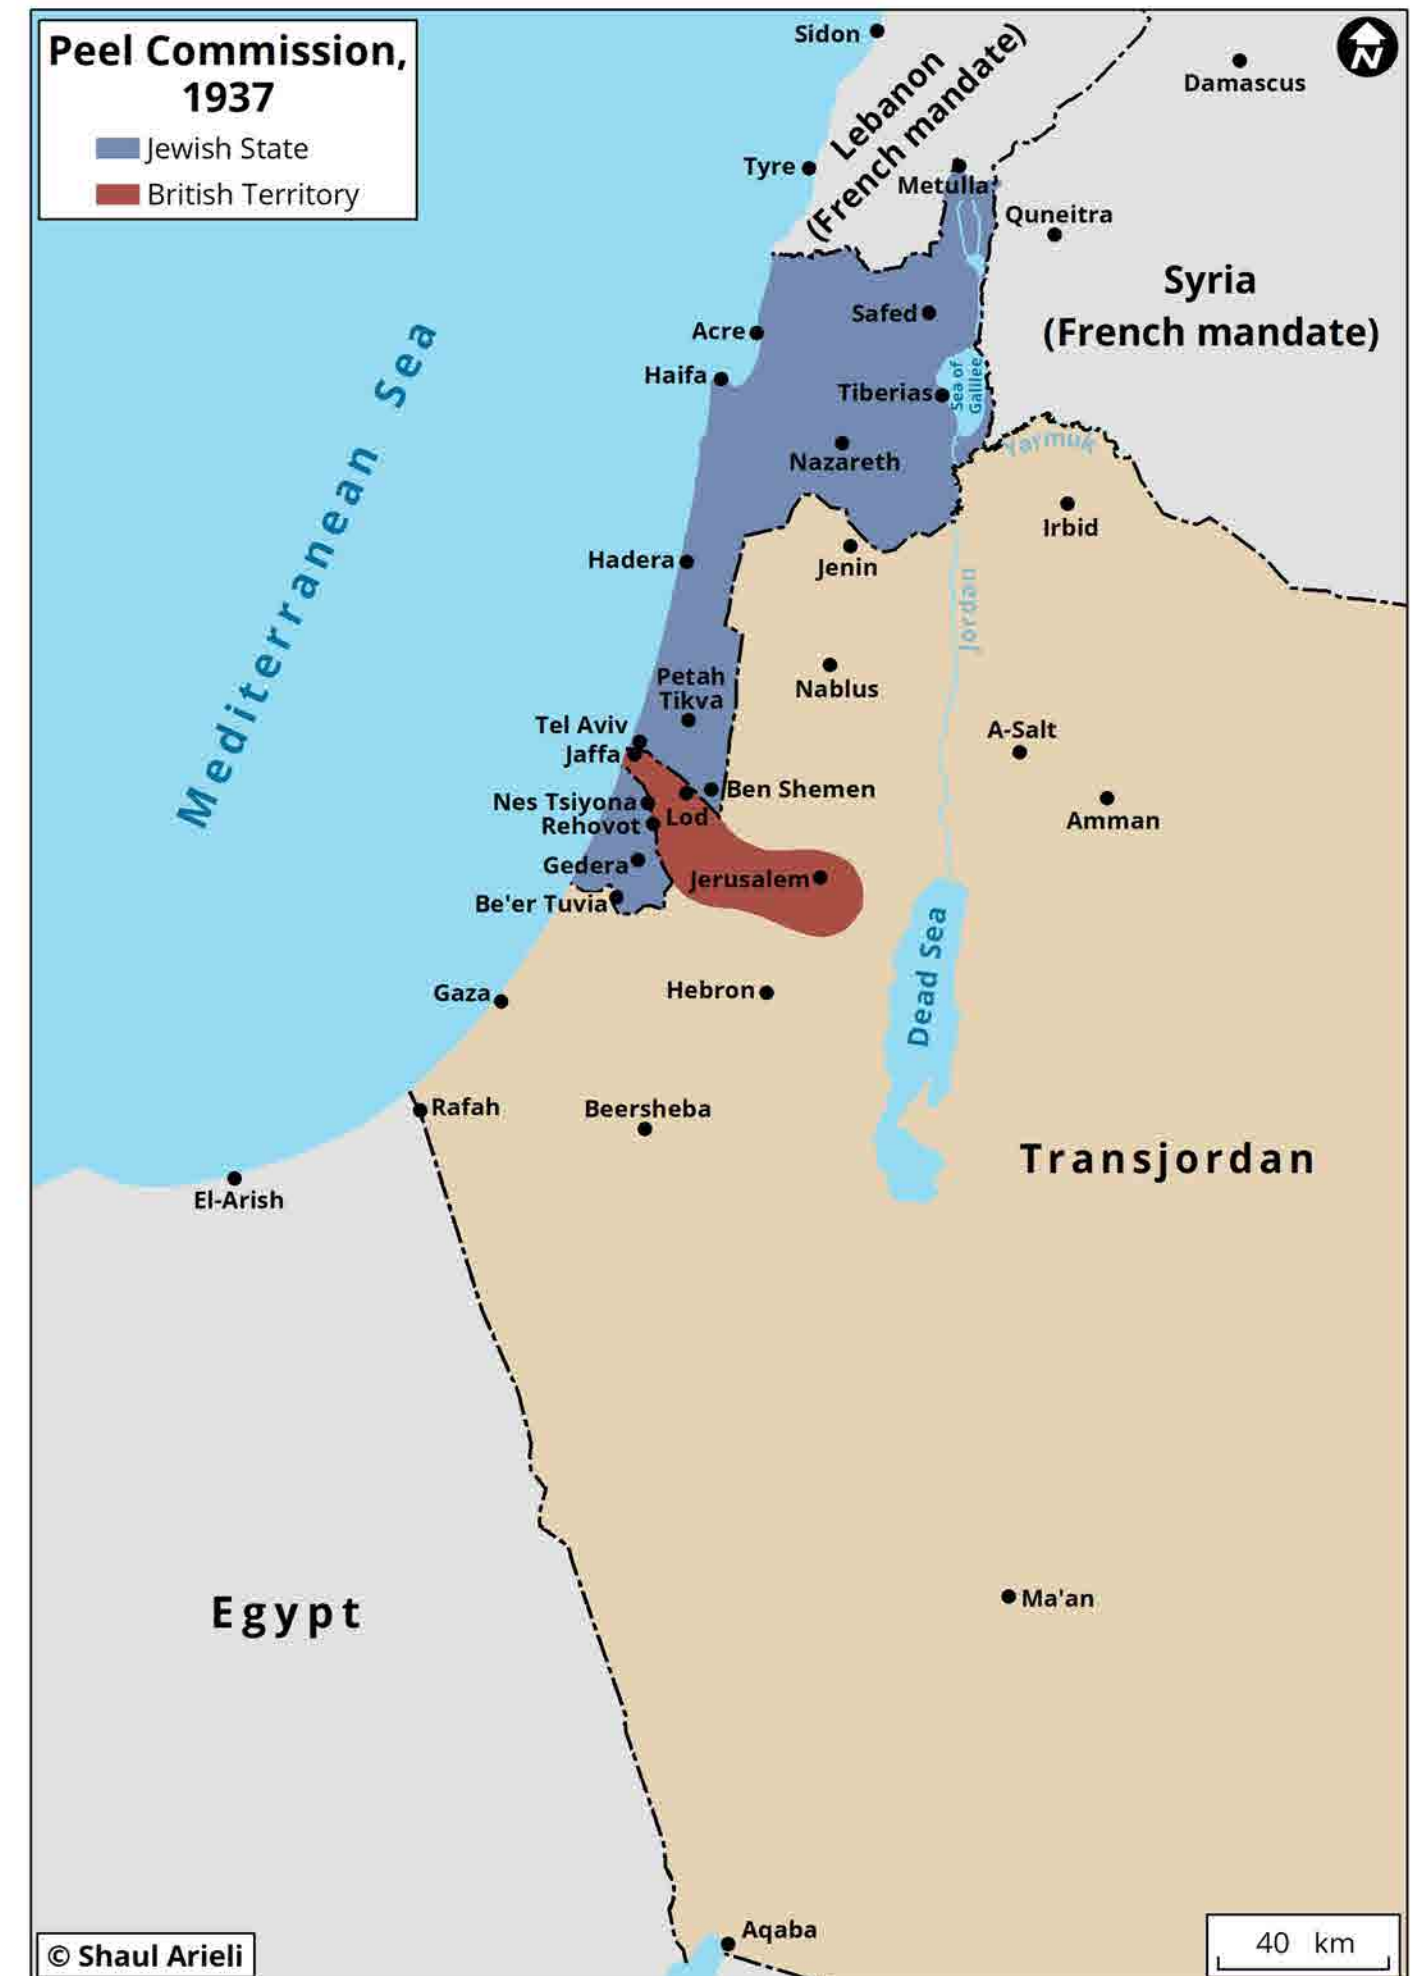 Peel Commission,
1937
Jewish State
British Territory
N
Sidon
Damascus
Lebanon
(French mandate)
Tyre
Metulla
Quneitra
Syria
(French mandate)
Safed
Acre
Haifa
Tiberias
Sea of
Galilee
Mediterranean Sea
Yarmuk
Nazareth
Irbid
Hadera
Jenin
Jordan
Petah
Tikva
Nablus
Tel Aviv
Jaffa
A-Salt
Ben Shemen
Nes Tsiyona
Lod
Rehovot
Amman
Gedera
Jerusalem
Be'er Tuvia
Dead Sea
Gaza
Hebron
Rafah
Beersheba
Transjordan
El-Arish
Egypt
Ma'an
Aqaba
40 km
© Shaul Arieli